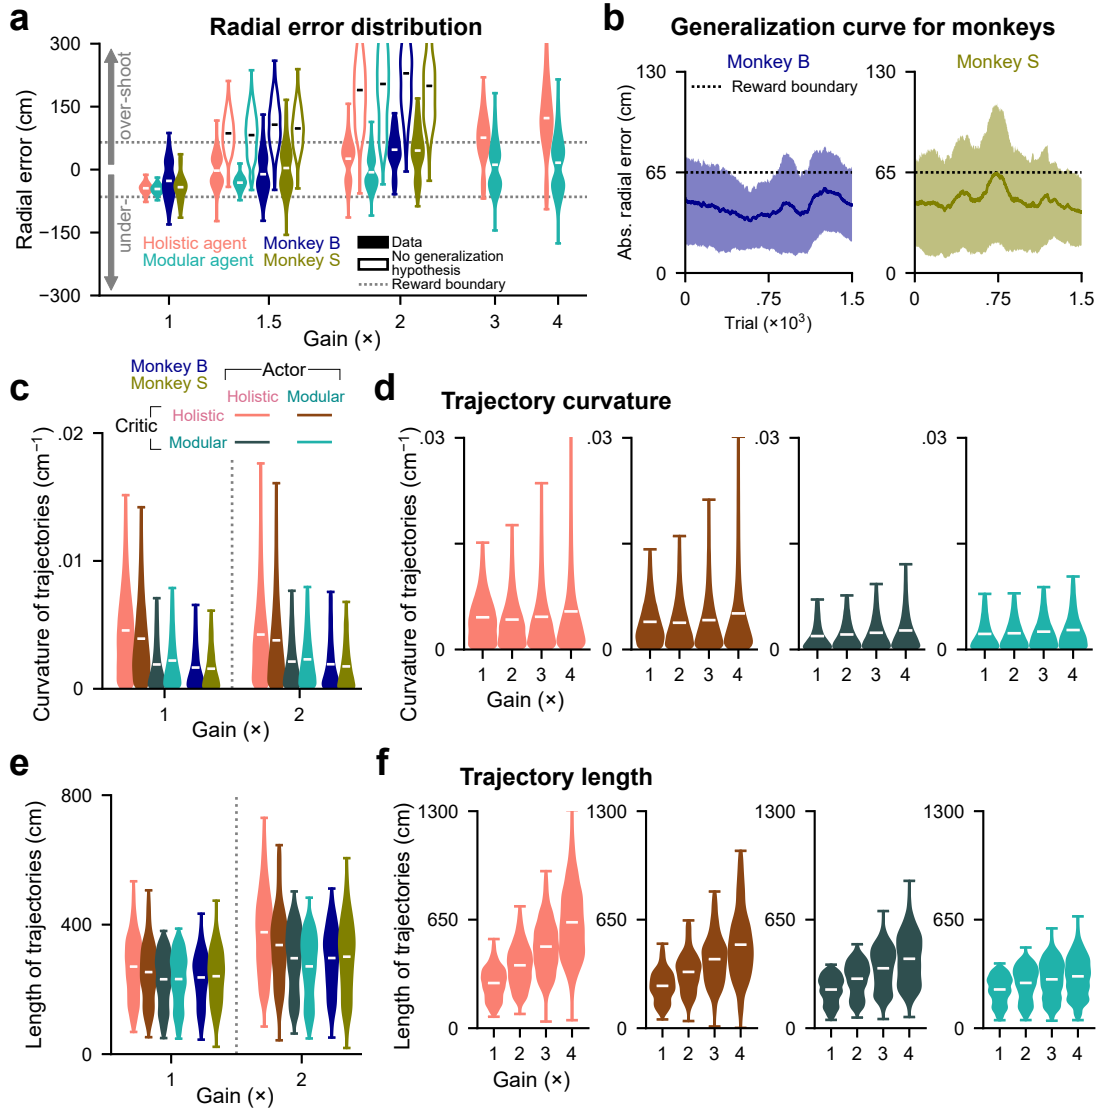 a
Radial error distribution
b
Generalization curve for monkeys
Radial error (cm)
300
150
0
−150
−300
over-shoot
under-
Holistic agent
Modular agent
Monkey B
Monkey S
Data
No generalization
hypothesis
Reward boundary
1
1.5
2
3
4
Gain (×)
Monkey B
Monkey S
Reward boundary
Abs. radial error (cm)
130
65
0
0
.75
1.5
Trial (×10³)
130
65
0
0
.75
1.5
c
Monkey B
Monkey S
Actor
Holistic
Modular
Critic
Holistic
Modular
Curvature of trajectories (cm⁻¹)
.02
.01
0
1
2
Gain (×)
d
Trajectory curvature
Curvature of trajectories (cm⁻¹)
.03
0
1 2 3 4
Gain (×)
.03
0
1 2 3 4
.03
0
1 2 3 4
.03
0
1 2 3 4
e
Length of trajectories (cm)
800
400
0
1
2
Gain (×)
f
Trajectory length
Length of trajectories (cm)
1300
650
0
1 2 3 4
Gain (×)
1300
650
0
1 2 3 4
1300
650
0
1 2 3 4
1300
650
0
1 2 3 4